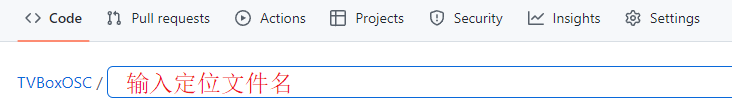 Code Pull requests Actions Projects Security Insights Settings
TVBoxOSC / 输入定位文件名